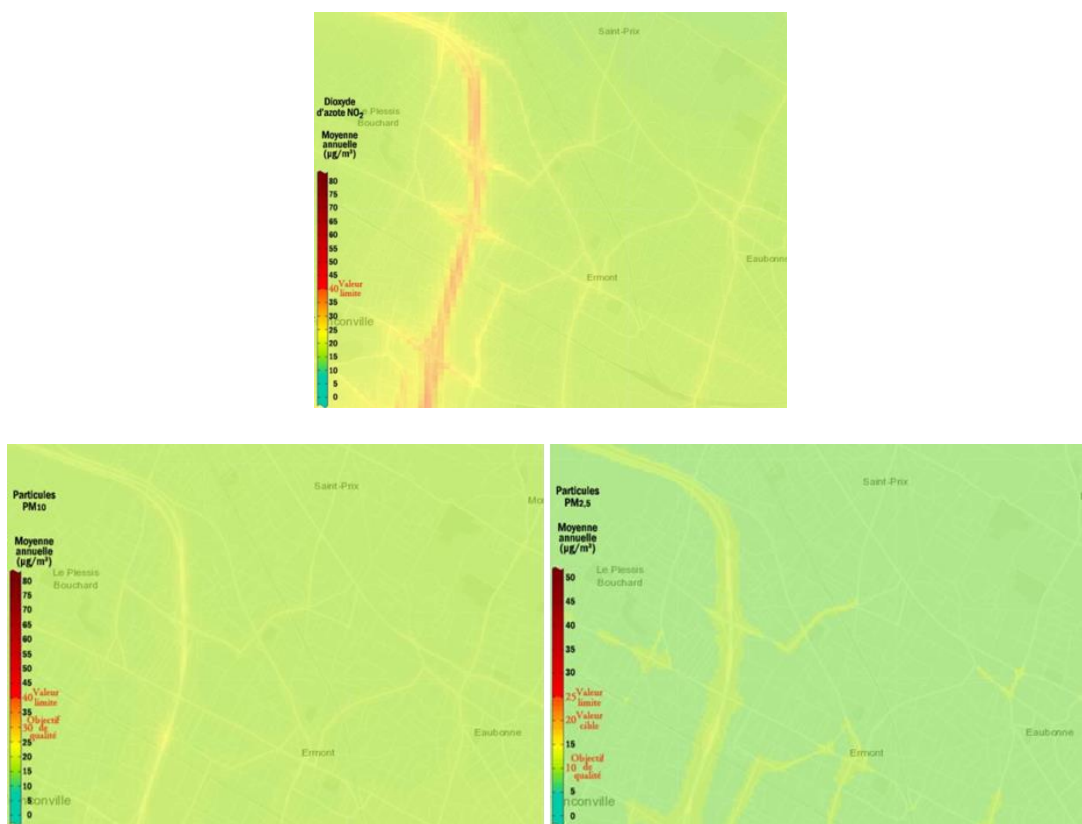 Saint-Prix
Dioxyde
d'azote NO2
Le Plessis
Bouchard
Moyenne
annuelle
(µg/m³)
80
75
70
65
60
55
50
45
40 Valeur
limite
35
30
25
20
15
10
5
0
nconville
Ermont
Eaubonne
Particules
PM10
Saint-Prix
Mo
Moyenne
annuelle
(µg/m³)
Le Plessis
Bouchard
80
75
70
65
60
55
50
45
40 Valeur
limite
35
Objectif
30 de
qualité
25
20
15
10
5
0
nconville
Ermont
Eaubonne
Particules
PM2,5
Saint-Prix
Moyenne
annuelle
(µg/m³)
Le Plessis
Bouchard
50
45
40
35
30
25 Valeur
limite
20 Valeur
cible
15
Objectif
10 de
qualité
5
0
nconville
Ermont
Eaubonne